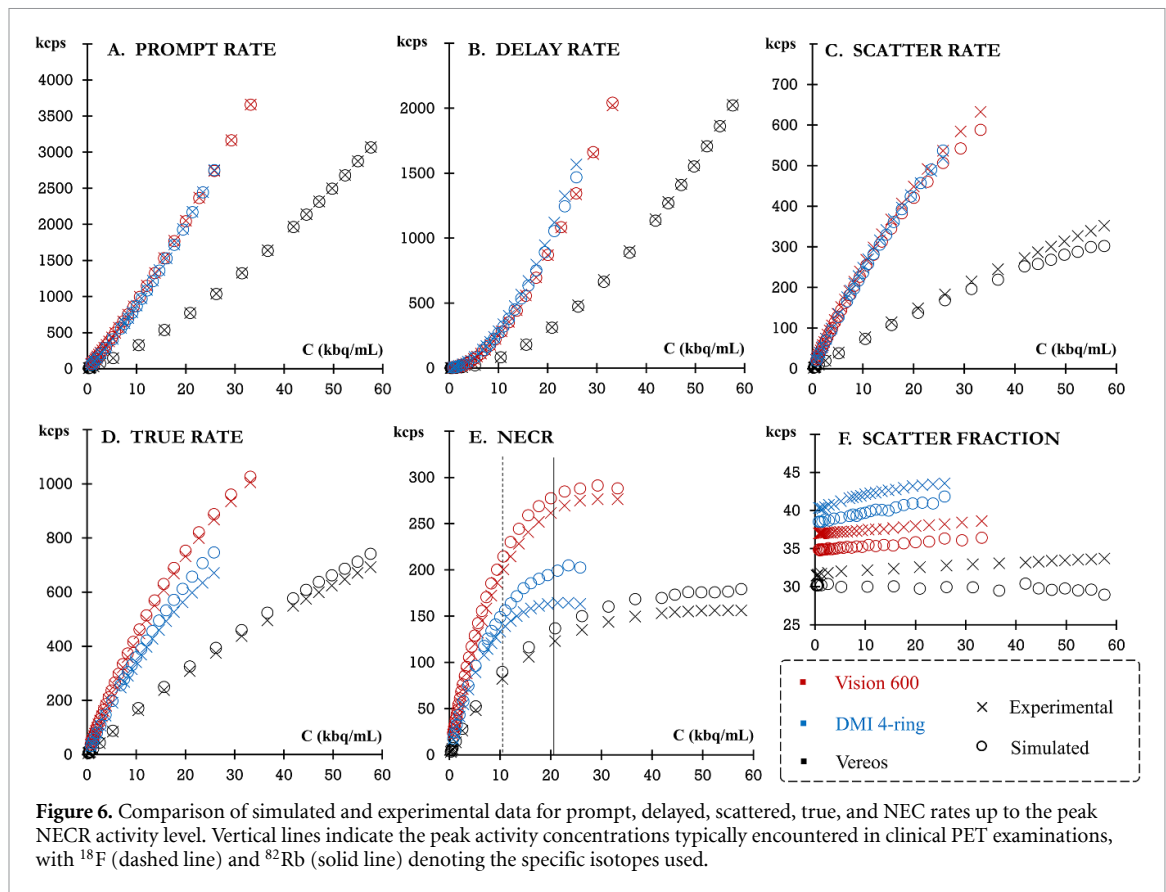 kcps
A. PROMPT RATE
4000
3500
3000
2500
2000
1500
1000
500
0
C (kbq/mL)
0 10 20 30 40 50 60
kcps
B. DELAY RATE
2000
1500
1000
500
0
C (kbq/mL)
0 10 20 30 40 50 60
kcps
C. SCATTER RATE
700
600
500
400
300
200
100
0
C (kbq/mL)
0 10 20 30 40 50 60
kcps
D. TRUE RATE
1000
800
600
400
200
0
C (kbq/mL)
0 10 20 30 40 50 60
kcps
E. NECR
300
250
200
150
100
50
0
C (kbq/mL)
0 10 20 30 40 50 60
kcps
F. SCATTER FRACTION
45
40
35
30
25
0 10 20 30 40 50 60
Vision 600
DMI 4-ring
Vereos
Experimental
Simulated
Figure 6. Comparison of simulated and experimental data for prompt, delayed, scattered, true, and NEC rates up to the peak
NECR activity level. Vertical lines indicate the peak activity concentrations typically encountered in clinical PET examinations,
with ¹⁸F (dashed line) and ⁸²Rb (solid line) denoting the specific isotopes used.